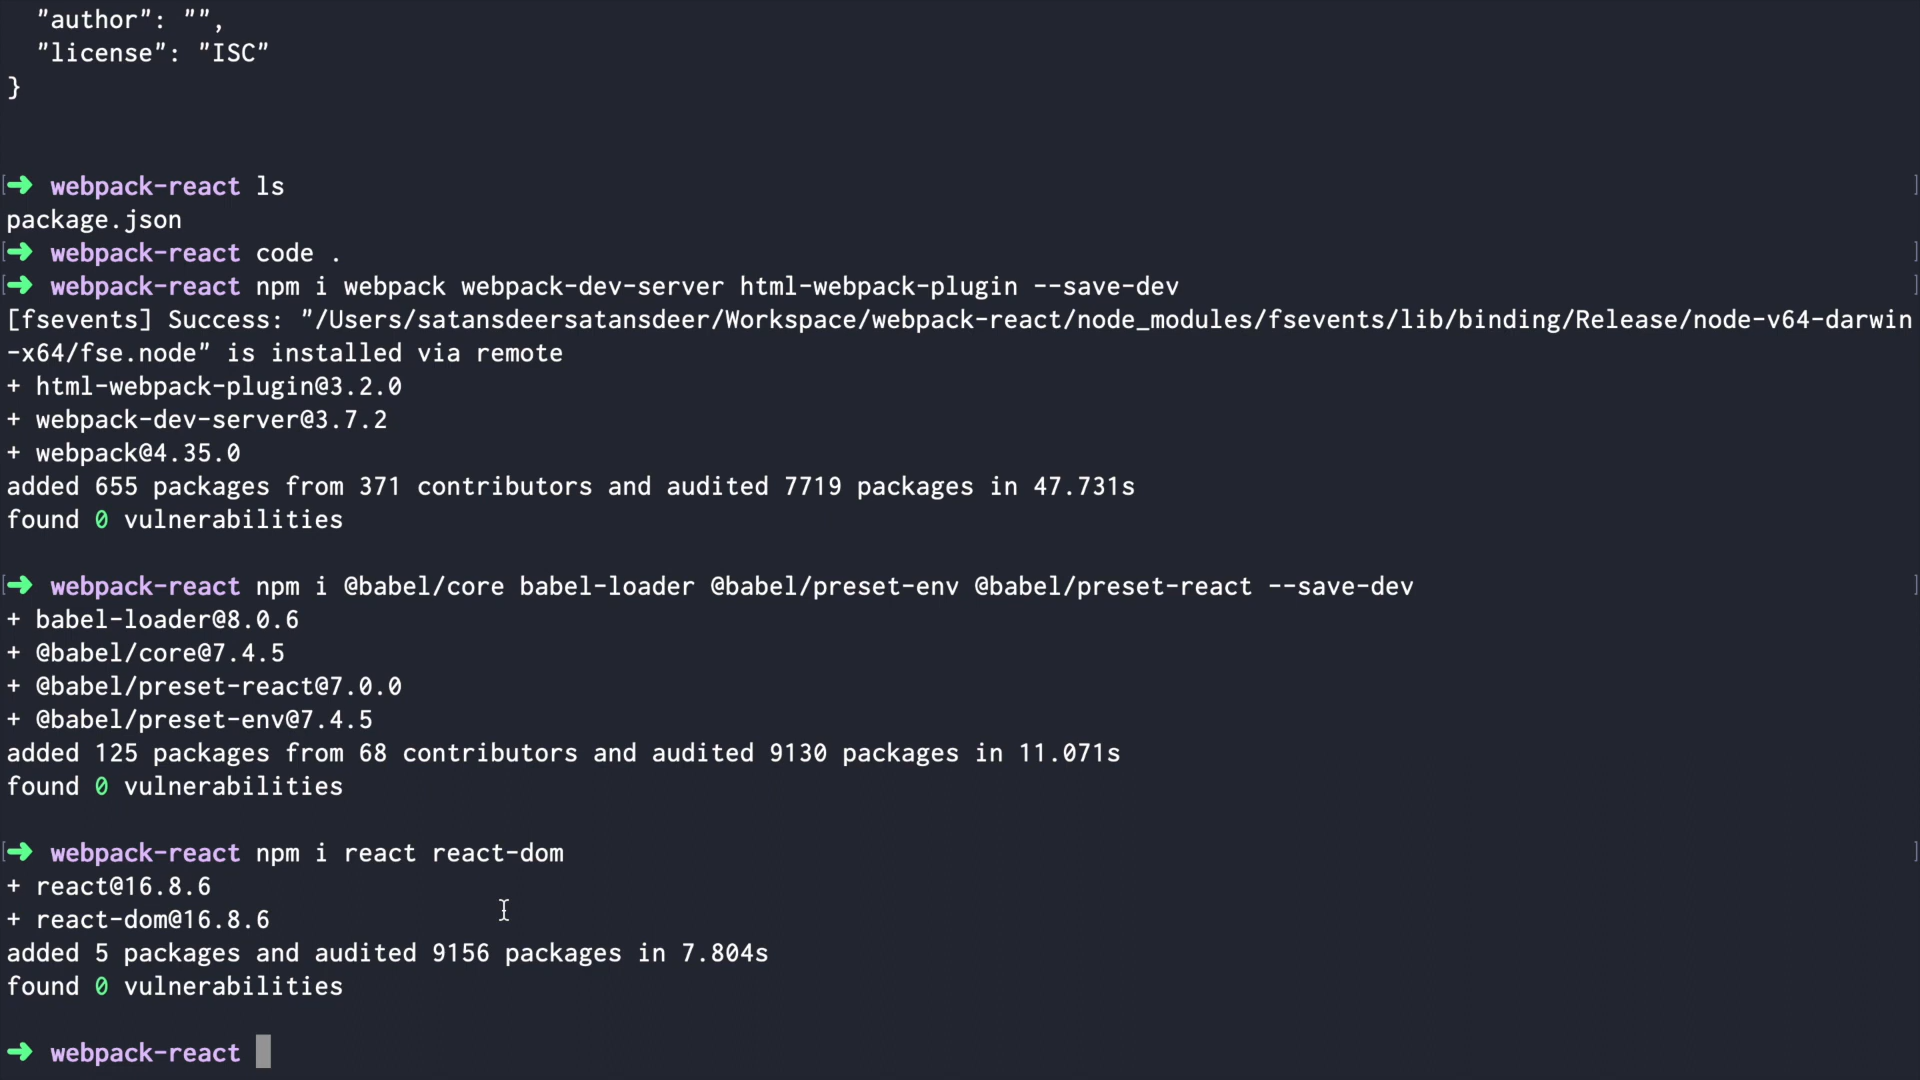 "author": "",
"license": "ISC"
}
➜ webpack-react ls
package.json
➜ webpack-react code .
➜ webpack-react npm i webpack webpack-dev-server html-webpack-plugin --save-dev
[fsevents] Success: "/Users/satansdeersatansdeer/Workspace/webpack-react/node_modules/fsevents/lib/binding/Release/node-v64-darwin
-x64/fse.node" is installed via remote
+ html-webpack-plugin@3.2.0
+ webpack-dev-server@3.7.2
+ webpack@4.35.0
added 655 packages from 371 contributors and audited 7719 packages in 47.731s
found 0 vulnerabilities
➜ webpack-react npm i @babel/core babel-loader @babel/preset-env @babel/preset-react --save-dev
+ babel-loader@8.0.6
+ @babel/core@7.4.5
+ @babel/preset-react@7.0.0
+ @babel/preset-env@7.4.5
added 125 packages from 68 contributors and audited 9130 packages in 11.071s
found 0 vulnerabilities
➜ webpack-react npm i react react-dom
+ react@16.8.6
+ react-dom@16.8.6
added 5 packages and audited 9156 packages in 7.804s
found 0 vulnerabilities
➜ webpack-react